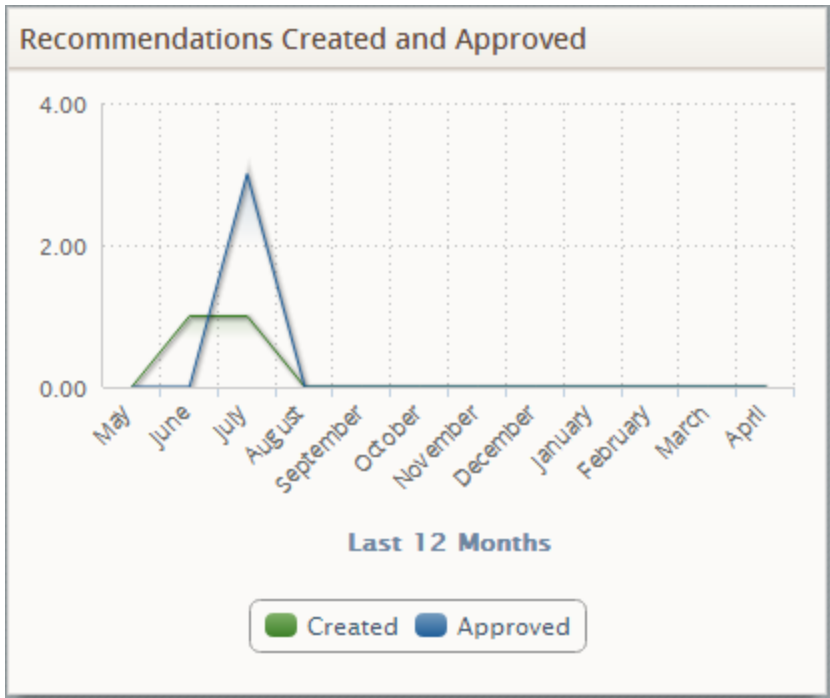 Recommendations Created and Approved
4.00
2.00
0.00
May
June
July
August
September
October
November
December
January
February
March
April
Last 12 Months
Created
Approved